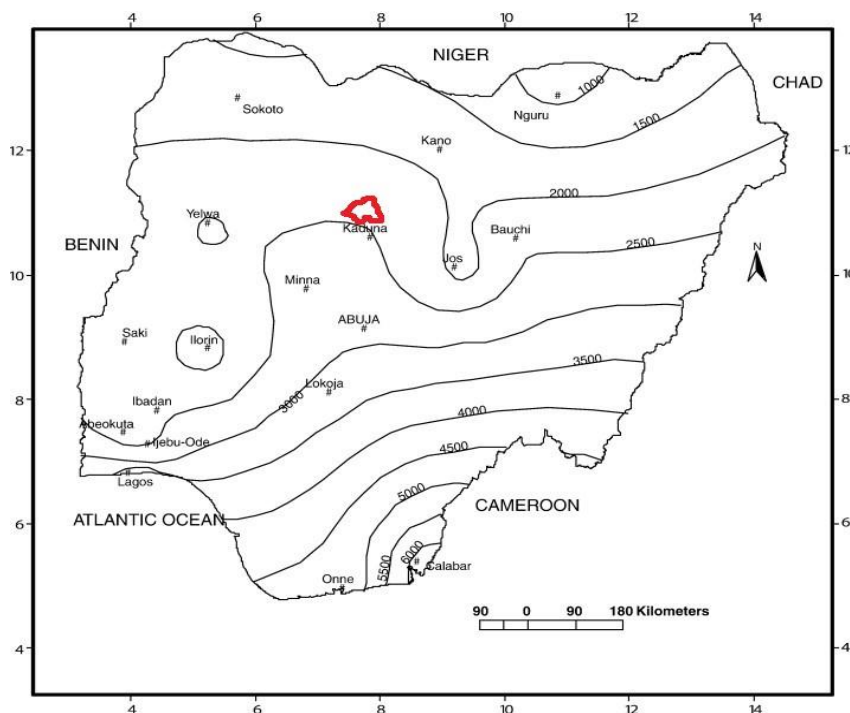 4 6 8 10 12 14
NIGER
CHAD
1000
Nguru
Sokoto
1500
Kano
12 12
2000
Yelwa
Kaduna
Bauchi
BENIN
2500
Jos
N
10 10
Minna
ABUJA
Saki
Ilorin
3500
Lokoja
3000
8 8
Ibadan
4000
Abeokuta
Ijebu-Ode
4500
Lagos
5000
CAMEROON
ATLANTIC OCEAN
6 6
6000
5500
Calabar
Onne
90 0 90 180 Kilometers
4 4
4 6 8 10 12 14